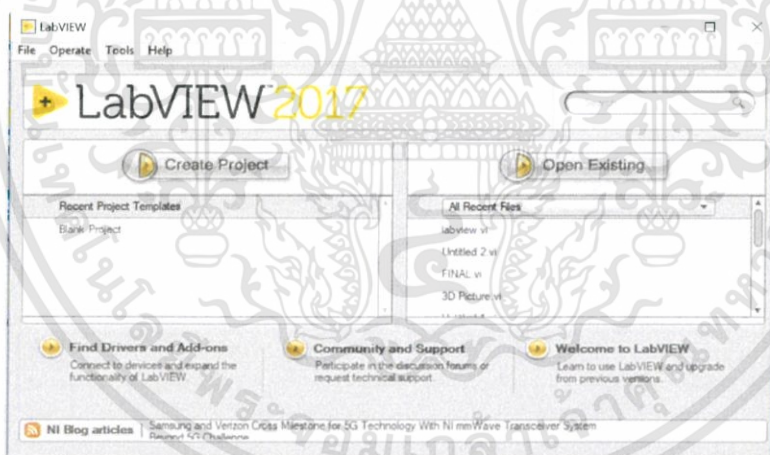 LabVIEW
File Operate Tools Help
LabVIEW 2017
Create Project
Open Existing
Recent Project Templates
All Recent Files
Blank Project
labview.vi
Untitled 2.vi
FINAL.vi
3D Picture.vi
Find Drivers and Add-ons
Connect to devices and expand the
functionality of LabVIEW.
Community and Support
Participate in the discussion forums or
request technical support.
Welcome to LabVIEW
Learn to use LabVIEW and upgrade
from previous versions.
NI Blog articles
Samsung and Verizon Cross Milestone for 5G Technology With NI mmWave Transceiver System
Beyond 5G Challenge